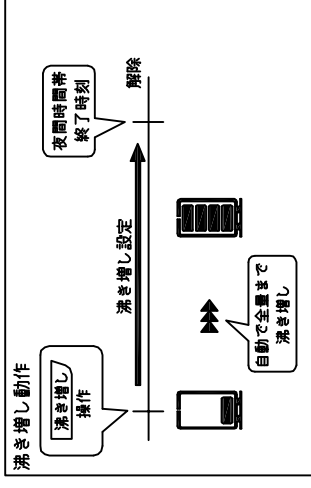 沸き増し動作
沸き増し
操作
沸き増し設定
夜間時間帯
終了時刻
解除
自動で全量まで
沸き増し